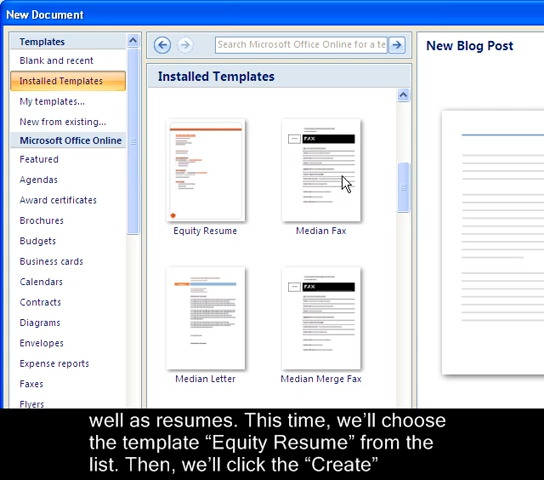 New Document
Templates
Blank and recent
Installed Templates
My templates...
New from existing...
Microsoft Office Online
Featured
Agendas
Award certificates
Brochures
Budgets
Business cards
Calendars
Contracts
Diagrams
Envelopes
Expense reports
Faxes
Flyers
Search Microsoft Office Online for a te
Installed Templates
Equity Resume
FAX
Median Fax
Median Letter
FAX
Median Merge Fax
New Blog Post
well as resumes. This time, we’ll choose
the template “Equity Resume” from the
list. Then, we’ll click the “Create”